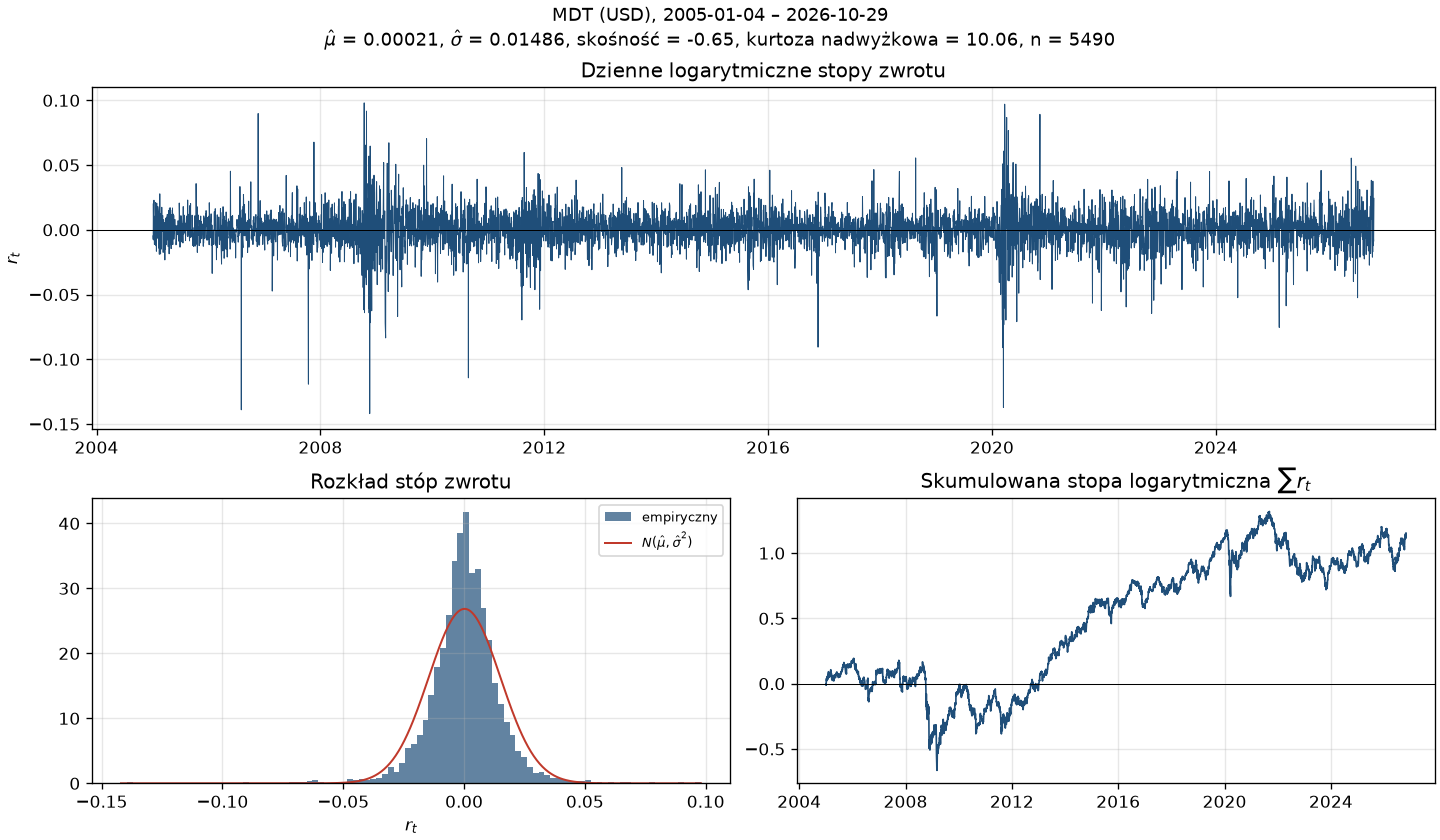 MDT (USD), 2005-01-04 – 2026-10-29
μ̂ = 0.00021, σ̂ = 0.01486, skośność = -0.65, kurtoza nadwyżkowa = 10.06, n = 5490
Dzienne logarytmiczne stopy zwrotu
0.10
0.05
0.00
−0.05
−0.10
−0.15
r_t
2004 2008 2012 2016 2020 2024
Rozkład stóp zwrotu
empiryczny
N(μ̂, σ̂²)
40
30
20
10
0
−0.15 −0.10 −0.05 0.00 0.05 0.10
r_t
Skumulowana stopa logarytmiczna ∑r_t
1.0
0.5
0.0
−0.5
2004 2008 2012 2016 2020 2024